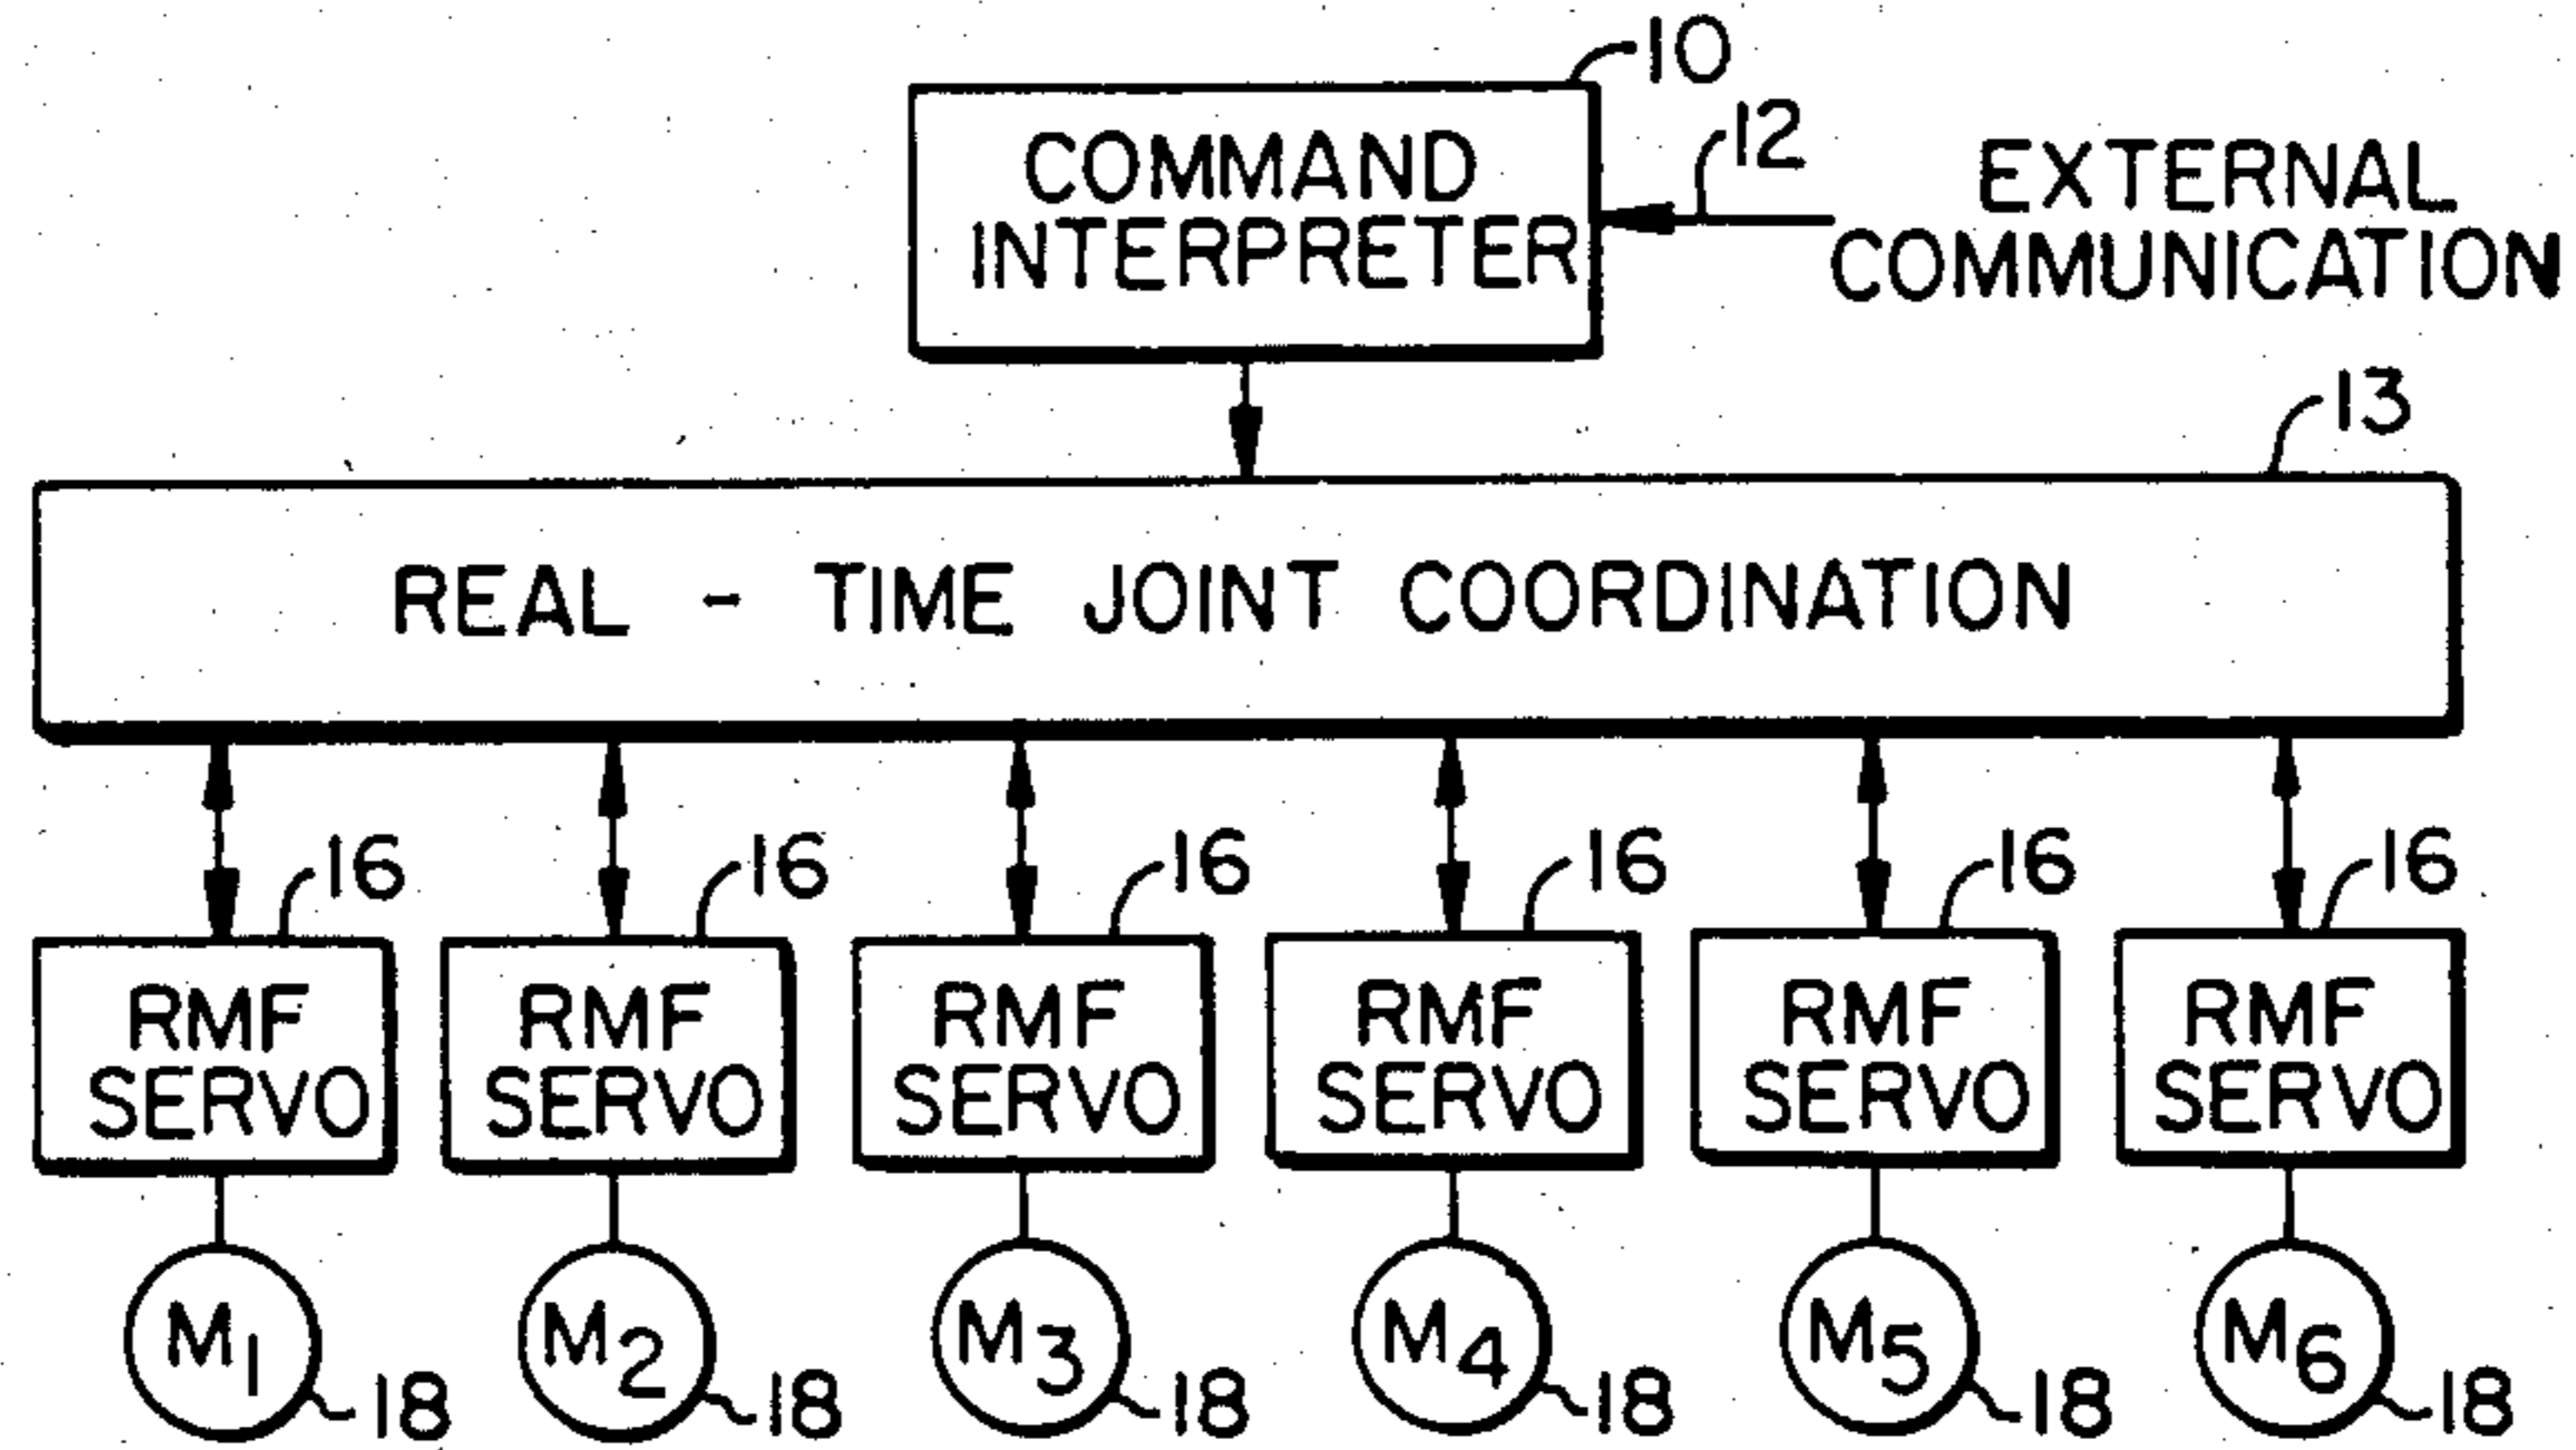 10
COMMAND
INTERPRETER
12
EXTERNAL
COMMUNICATION
13
REAL - TIME JOINT COORDINATION
16 16 16 16 16 16
RMF SERVO
RMF SERVO
RMF SERVO
RMF SERVO
RMF SERVO
RMF SERVO
M1 M2 M3 M4 M5 M6
18 18 18 18 18 18